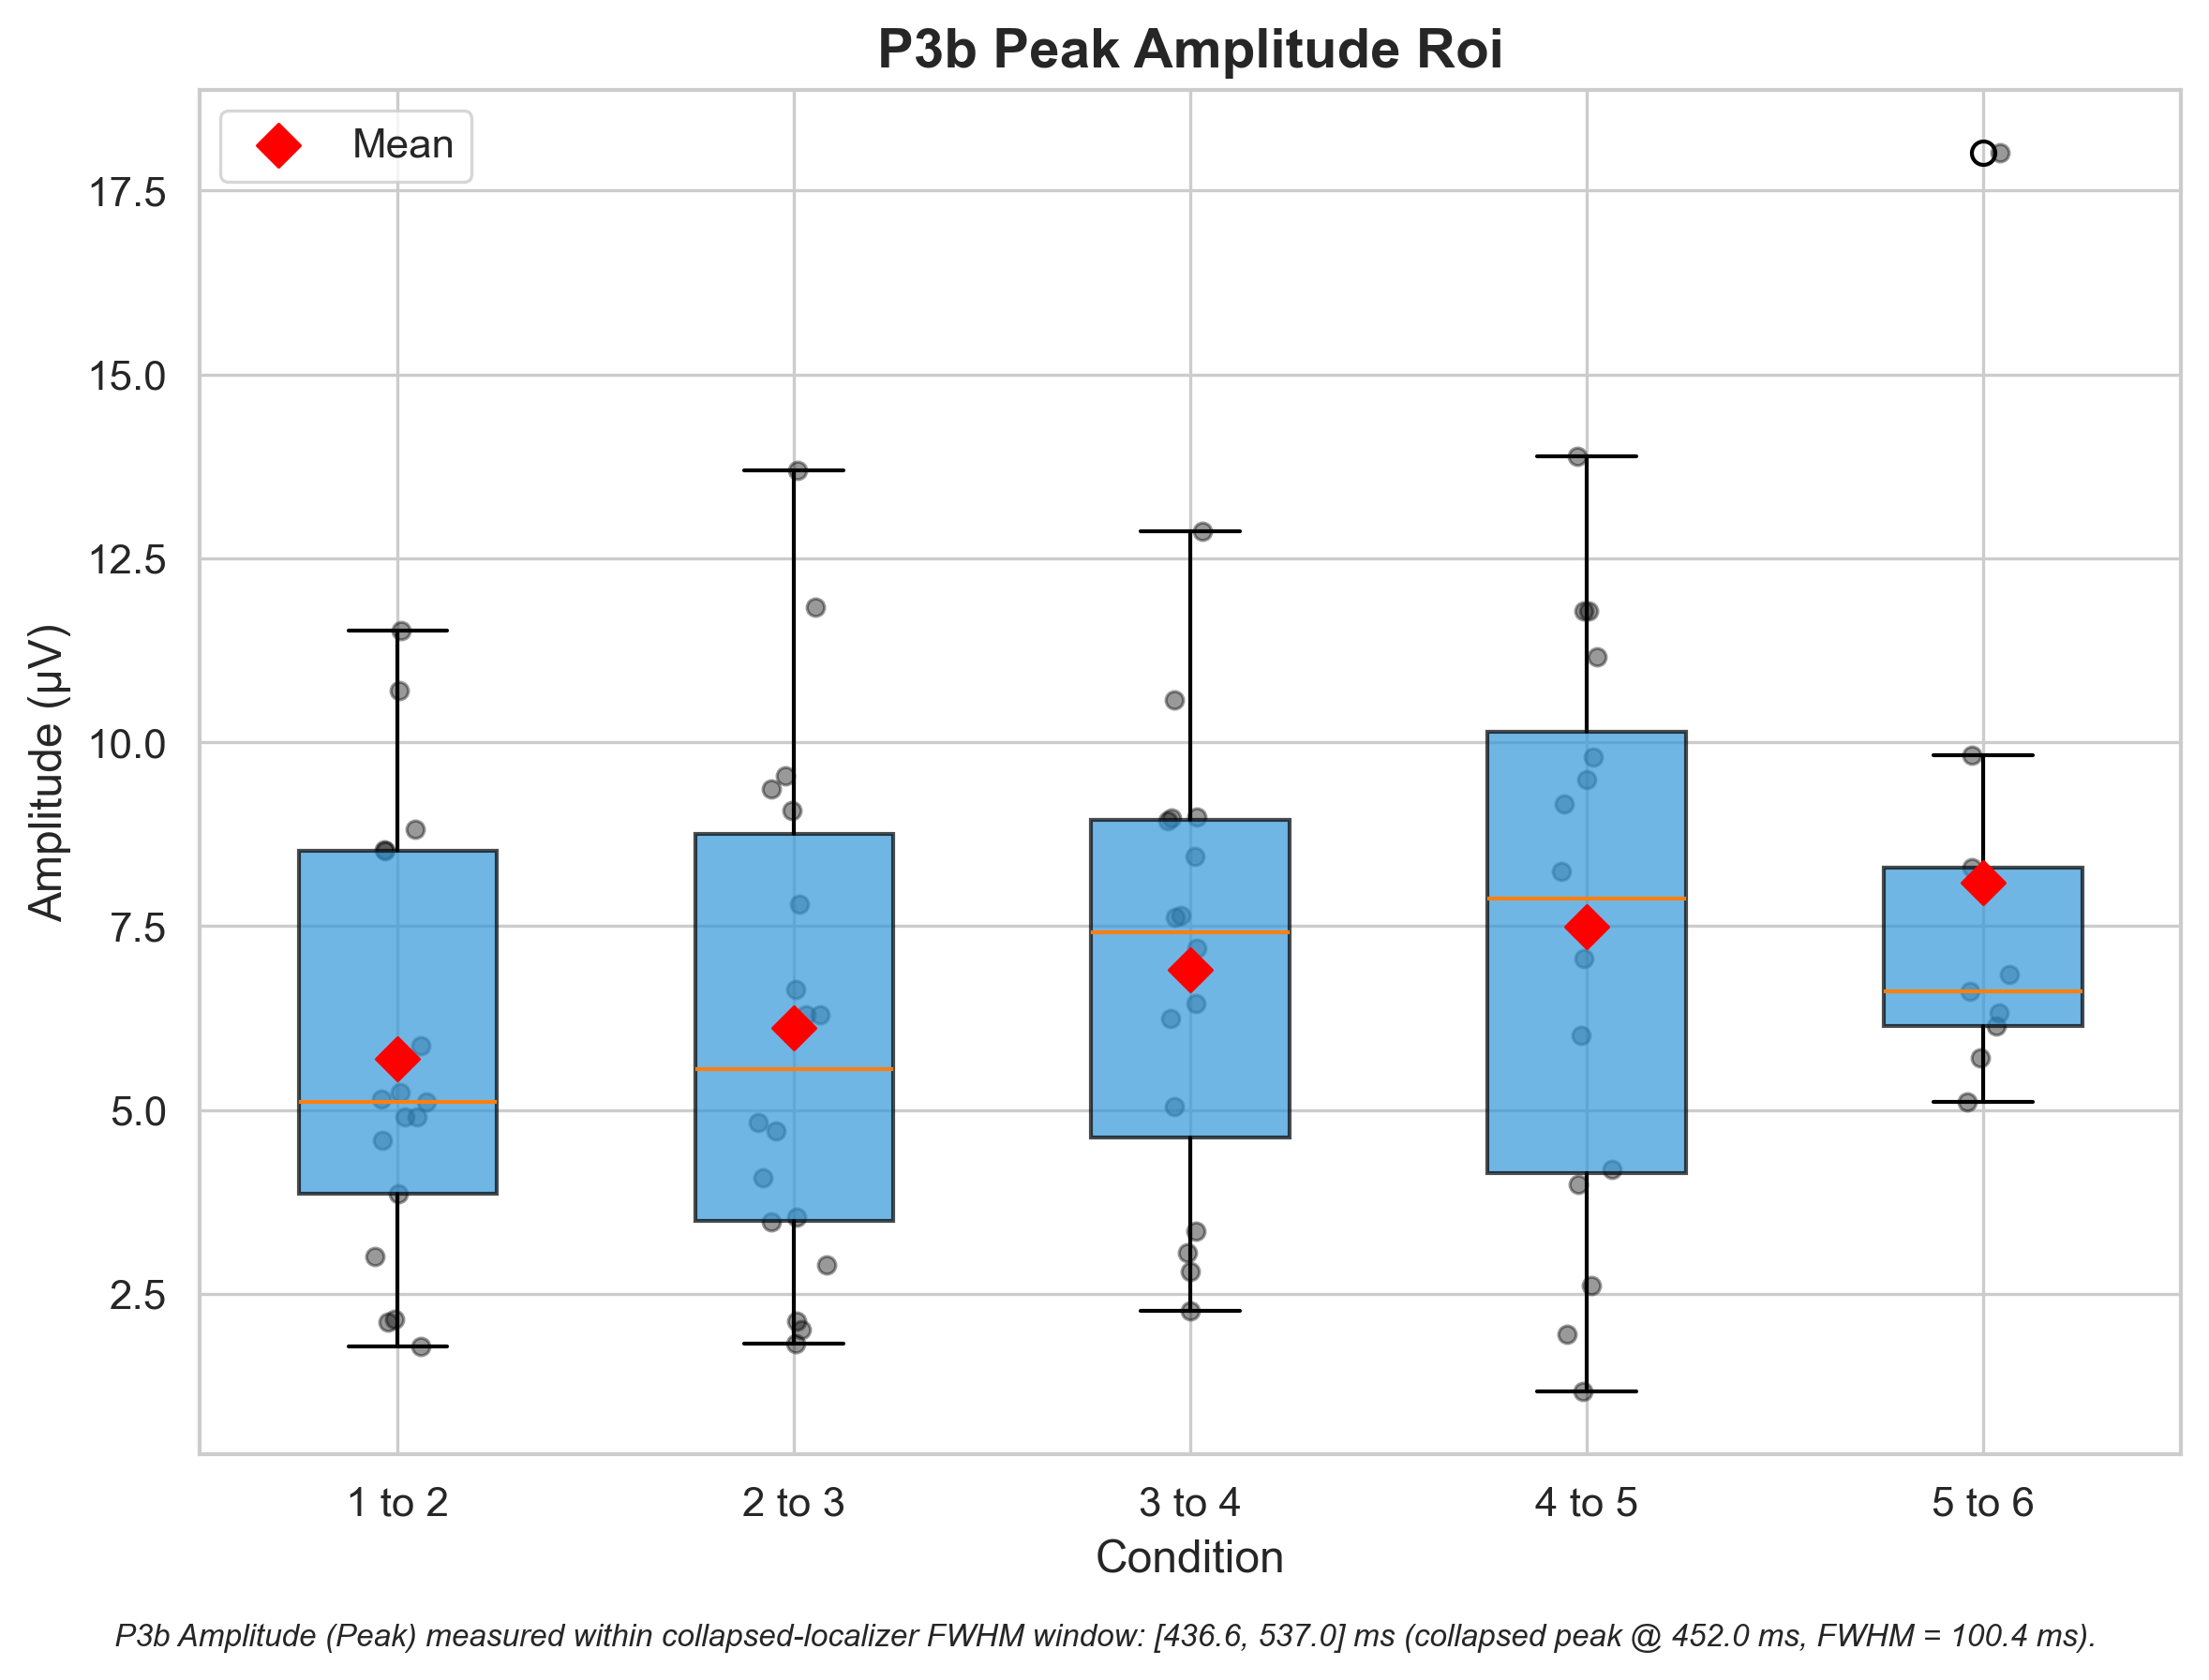 P3b Peak Amplitude Roi
Mean
17.5
15.0
12.5
10.0
7.5
5.0
2.5
Amplitude (µV)
1 to 2
2 to 3
3 to 4
4 to 5
5 to 6
Condition
P3b Amplitude (Peak) measured within collapsed-localizer FWHM window: [436.6, 537.0] ms (collapsed peak @ 452.0 ms, FWHM = 100.4 ms).